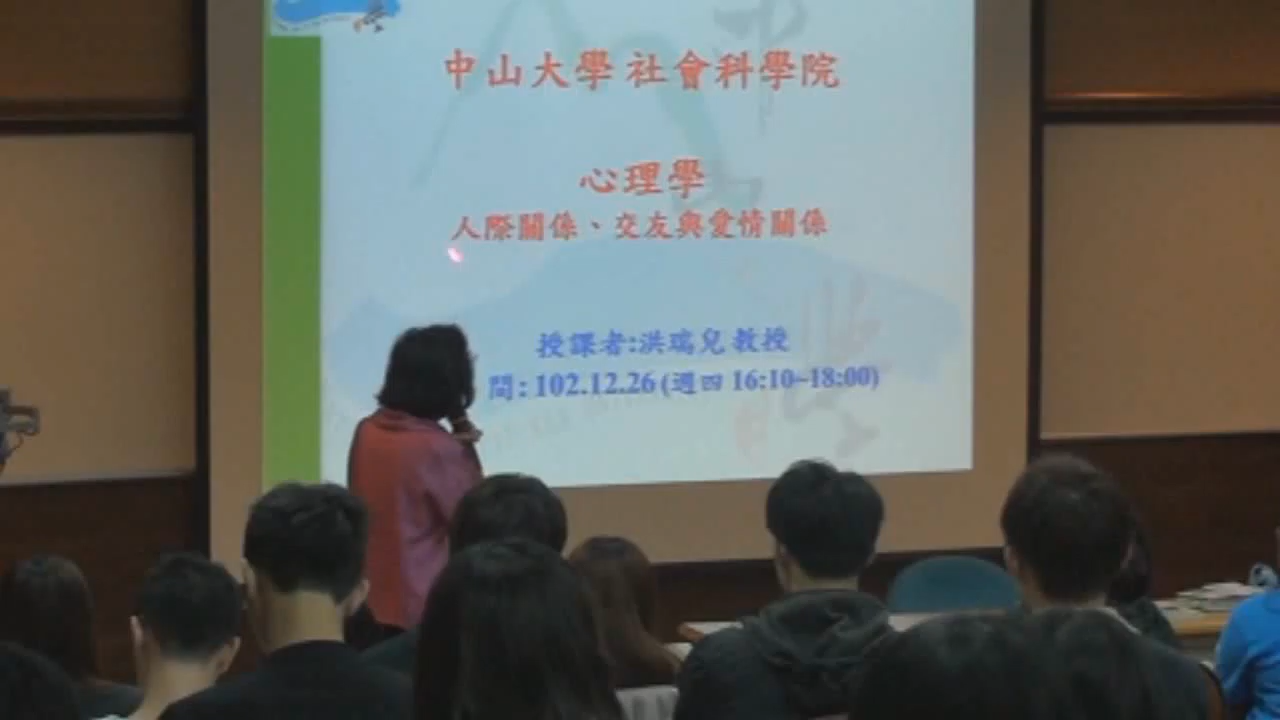 中山大學 社會科學院
心理學
人際關係、交友與愛情關係
授課者:洪瑞兒 教授
間: 102.12.26 (週四 16:10~18:00)